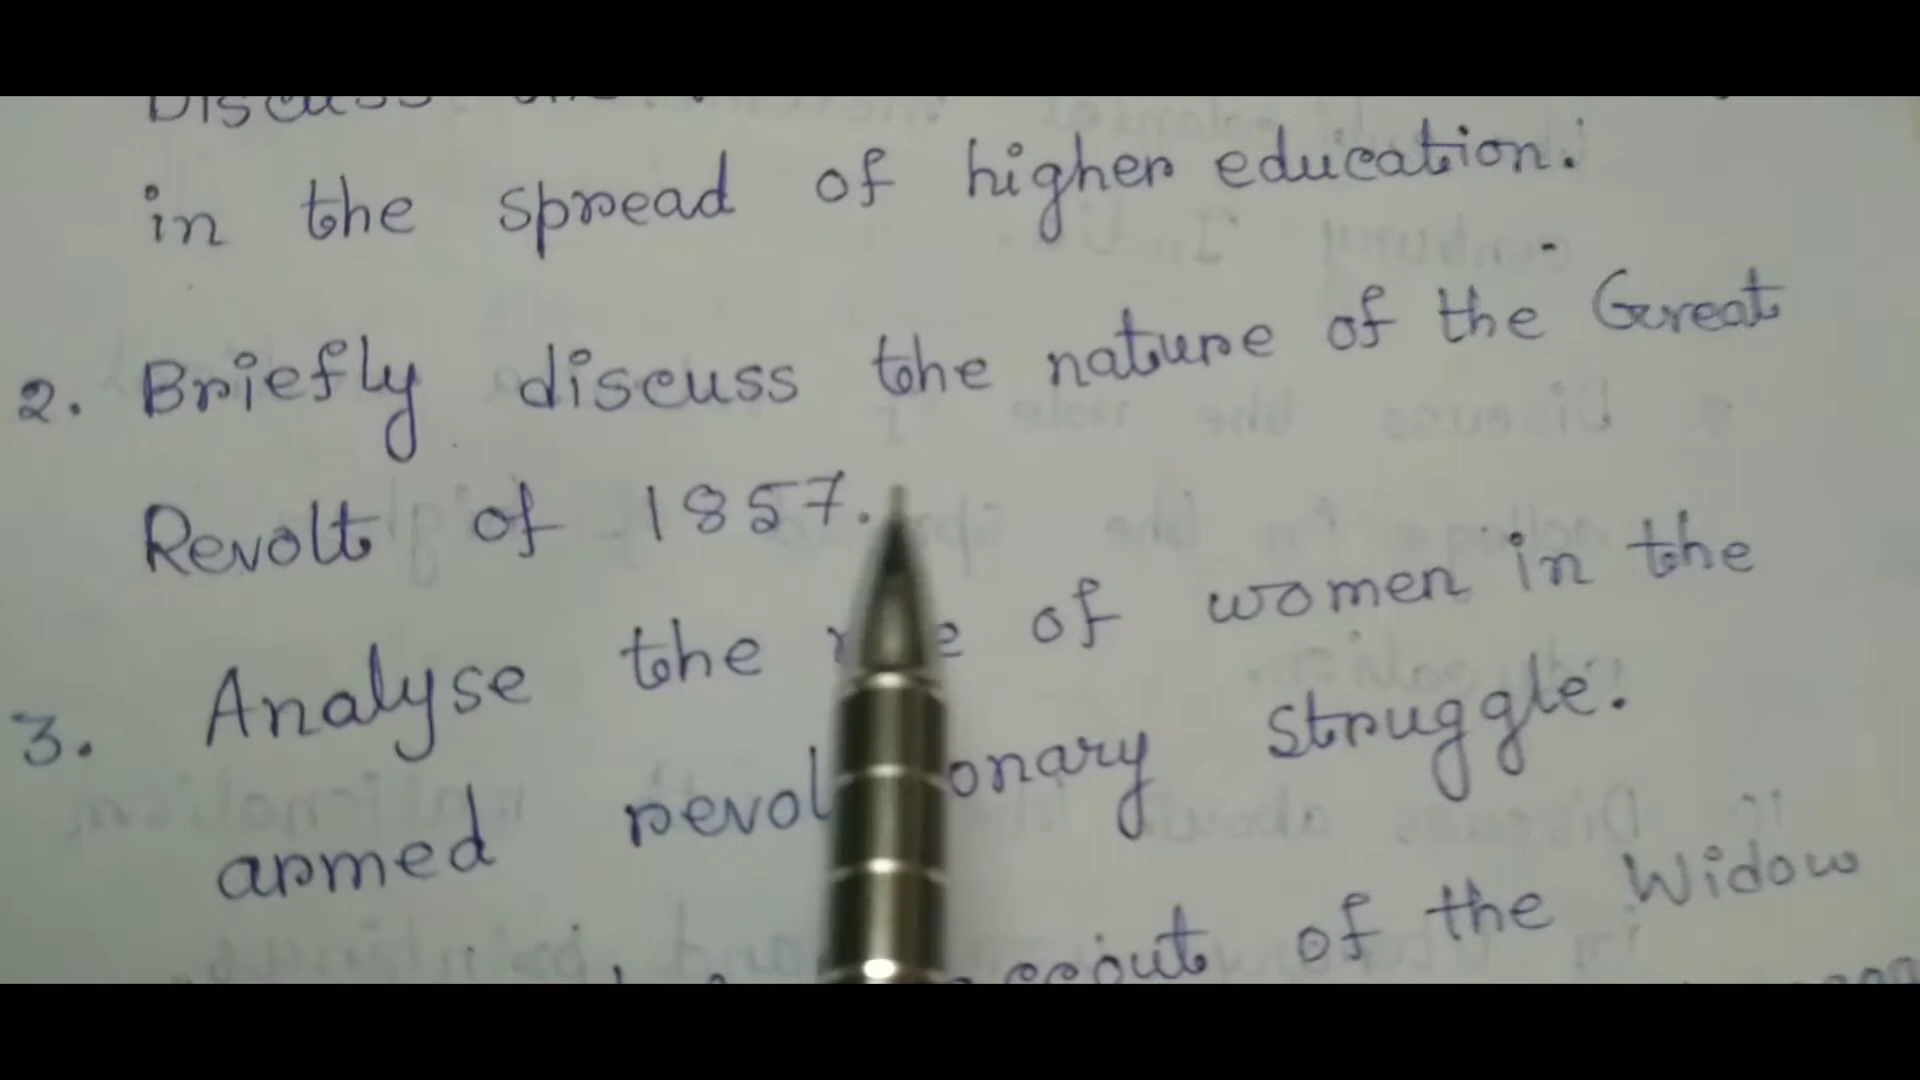 Discuss
in the spread of higher education.
2. Briefly discuss the nature of the Great
Revolt of 1857.
3. Analyse the of women in the
armed struggle.
of the Widow